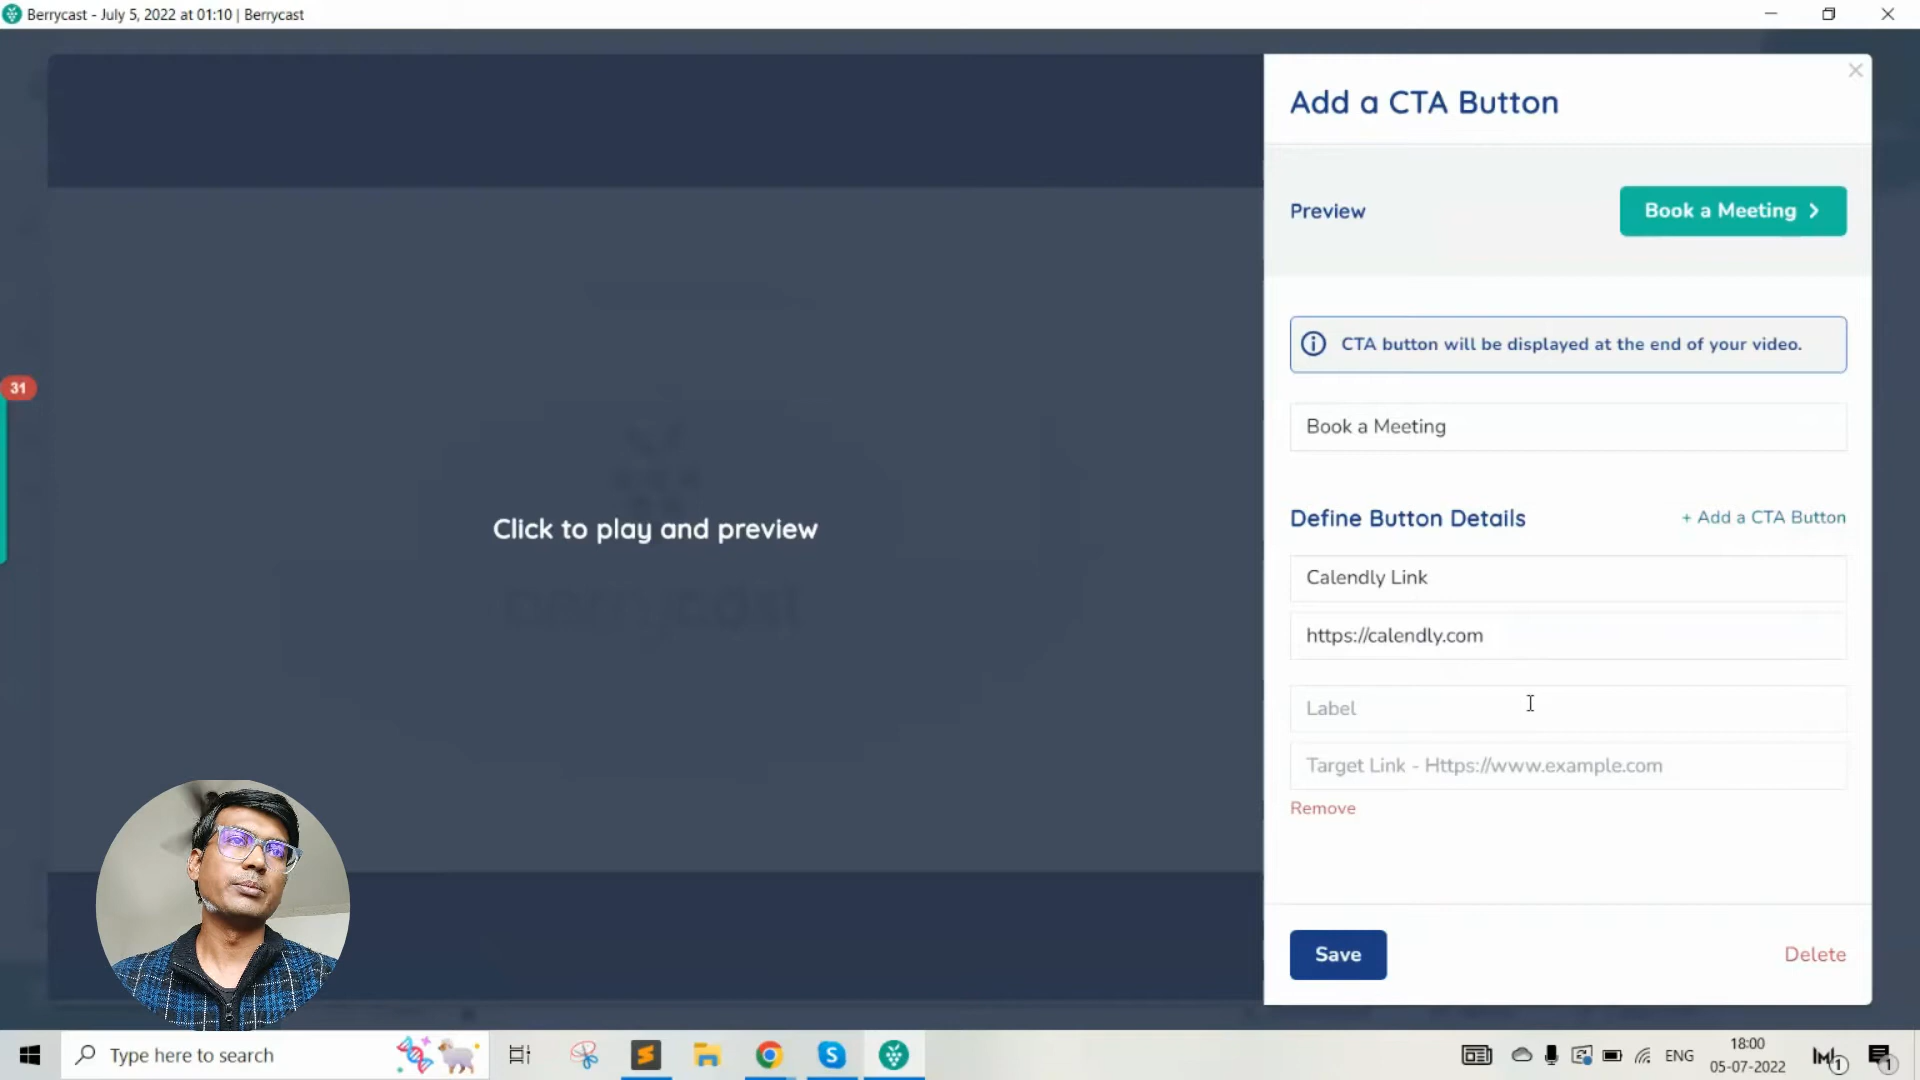 Berrycast - July 5, 2022 at 01:10 | Berrycast
Add a CTA Button
Preview
Book a Meeting
CTA button will be displayed at the end of your video.
Book a Meeting
31
Define Button Details
+ Add a CTA Button
Click to play and preview
Calendly Link
berrycast
https://calendly.com
Label
Target Link - Https://www.example.com
Remove
Save
Delete
Type here to search
S
ENG
18:00
05-07-2022
1
1